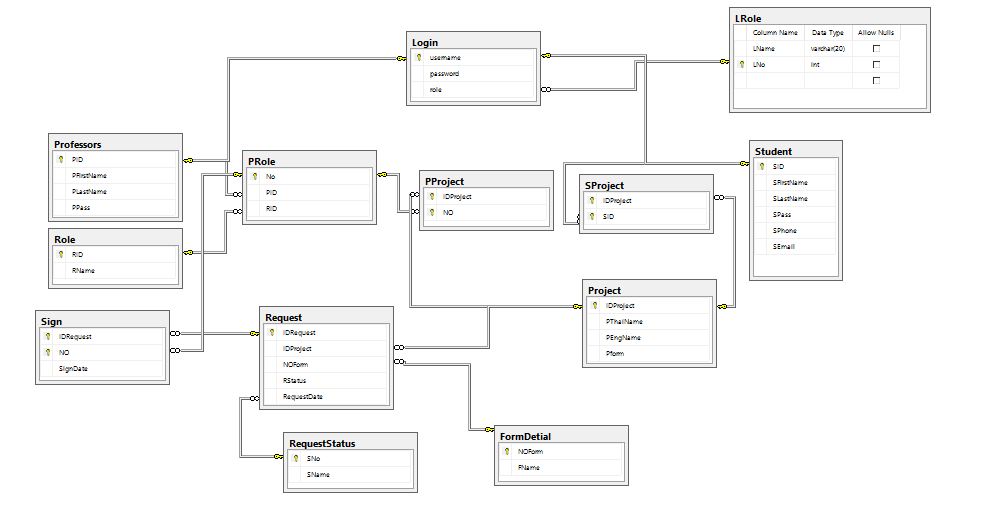 Login
username
password
role
LRole
Column Name Data Type Allow Nulls
LName varchar(20)
LNo int
Professors
PID
PFirstName
PLastName
PPass
PRole
No
PID
RID
PProject
IDProject
NO
SProject
IDProject
SID
Student
SID
SFirstName
SLastName
SPass
SPhone
SEmail
Role
RID
RName
Project
IDProject
PThaiName
PEngName
Pform
Sign
IDRequest
NO
SignDate
Request
IDRequest
IDProject
NOForm
RStatus
RequestDate
RequestStatus
SNo
SName
FormDetial
NOForm
FName